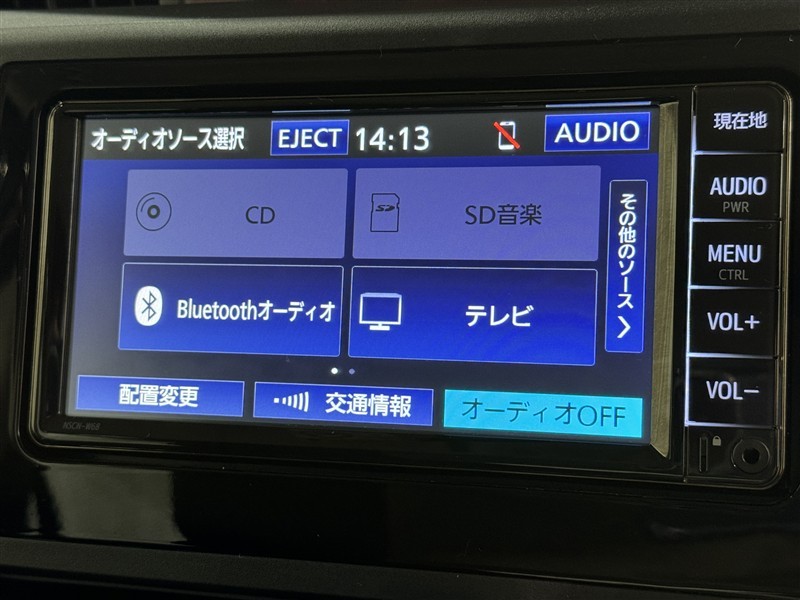 オーディオソース選択 EJECT 14:13 AUDIO
CD
SD音楽
Bluetoothオーディオ
テレビ
その他のソース
配置変更
交通情報
オーディオOFF
NSCN-W68
現在地
AUDIO
PWR
MENU
CTRL
VOL+
VOL-